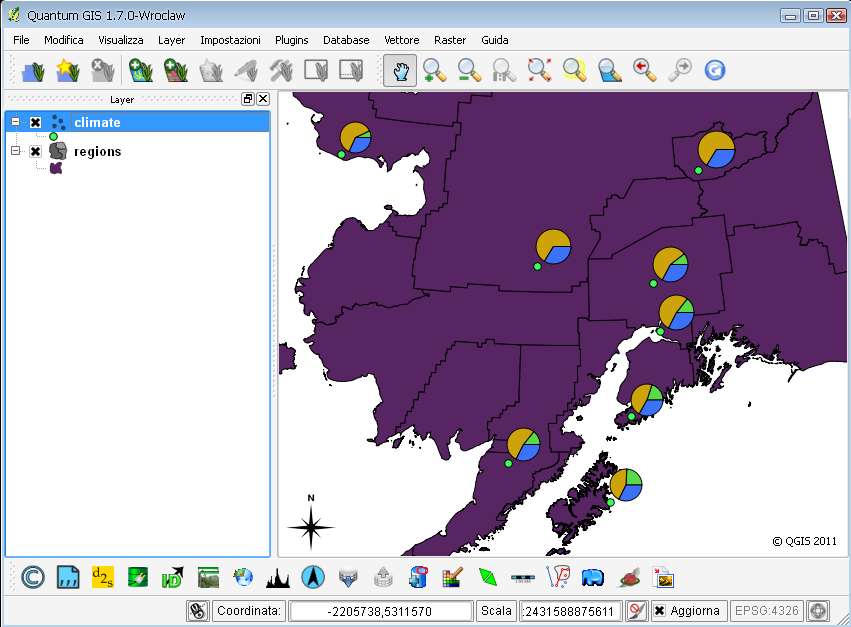 Quantum GIS 1.7.0-Wroclaw
File Modifica Visualizza Layer Impostazioni Plugins Database Vettore Raster Guida
Layer
climate
regions
N
© QGIS 2011
d2s
HD
Coordinata: -2205738,5311570 Scala :2431588875611 Aggiorna EPSG:4326